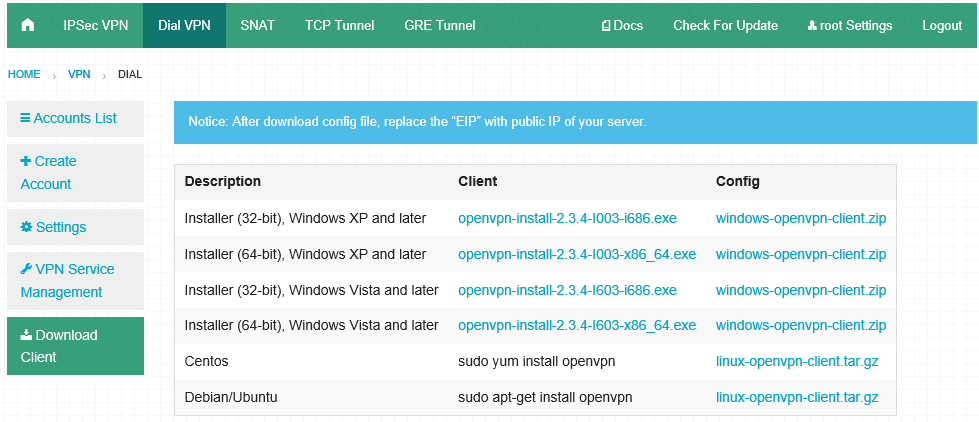 IPSec VPN Dial VPN SNAT TCP Tunnel GRE Tunnel Docs Check For Update root Settings Logout
HOME › VPN › DIAL
Accounts List
Create
Account
Settings
VPN Service
Management
Download
Client
Notice: After download config file, replace the “EIP” with public IP of your server.
Description Client Config
Installer (32-bit), Windows XP and later openvpn-install-2.3.4-I003-i686.exe windows-openvpn-client.zip
Installer (64-bit), Windows XP and later openvpn-install-2.3.4-I003-x86_64.exe windows-openvpn-client.zip
Installer (32-bit), Windows Vista and later openvpn-install-2.3.4-I603-i686.exe windows-openvpn-client.zip
Installer (64-bit), Windows Vista and later openvpn-install-2.3.4-I603-x86_64.exe windows-openvpn-client.zip
Centos sudo yum install openvpn linux-openvpn-client.tar.gz
Debian/Ubuntu sudo apt-get install openvpn linux-openvpn-client.tar.gz